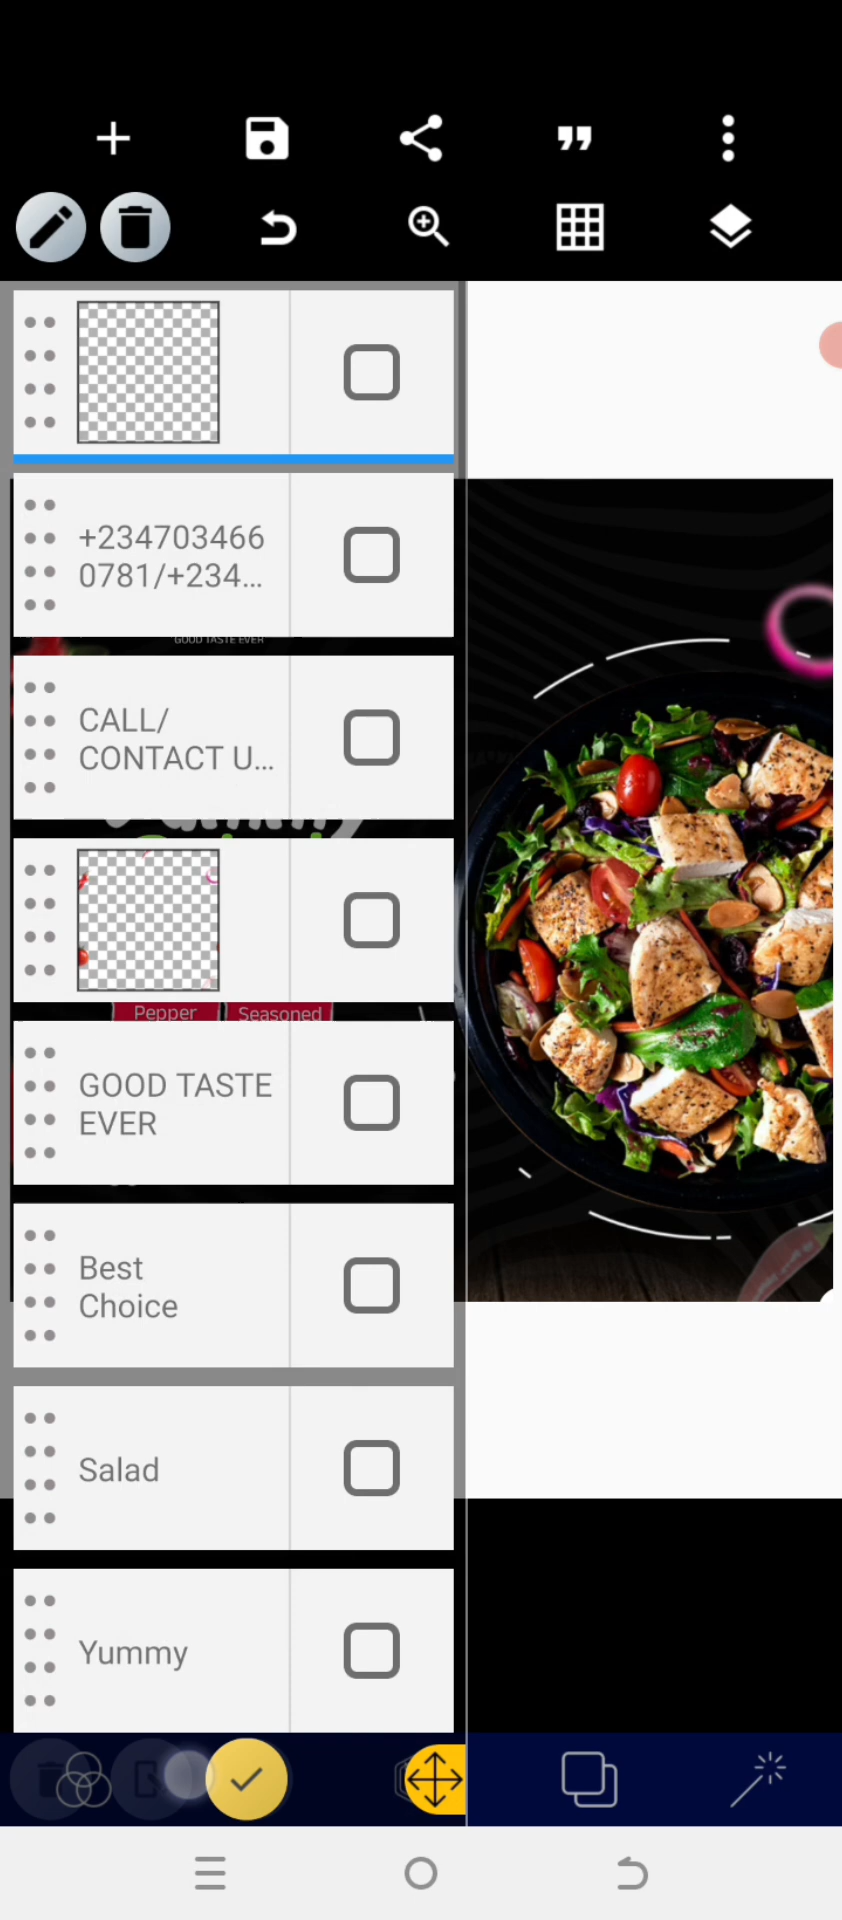 +234703466
0781/+234...
GOOD TASTE EVER
CALL/
CONTACT U...
Pepper Seasoned
GOOD TASTE
EVER
Best
Choice
Salad
Yummy